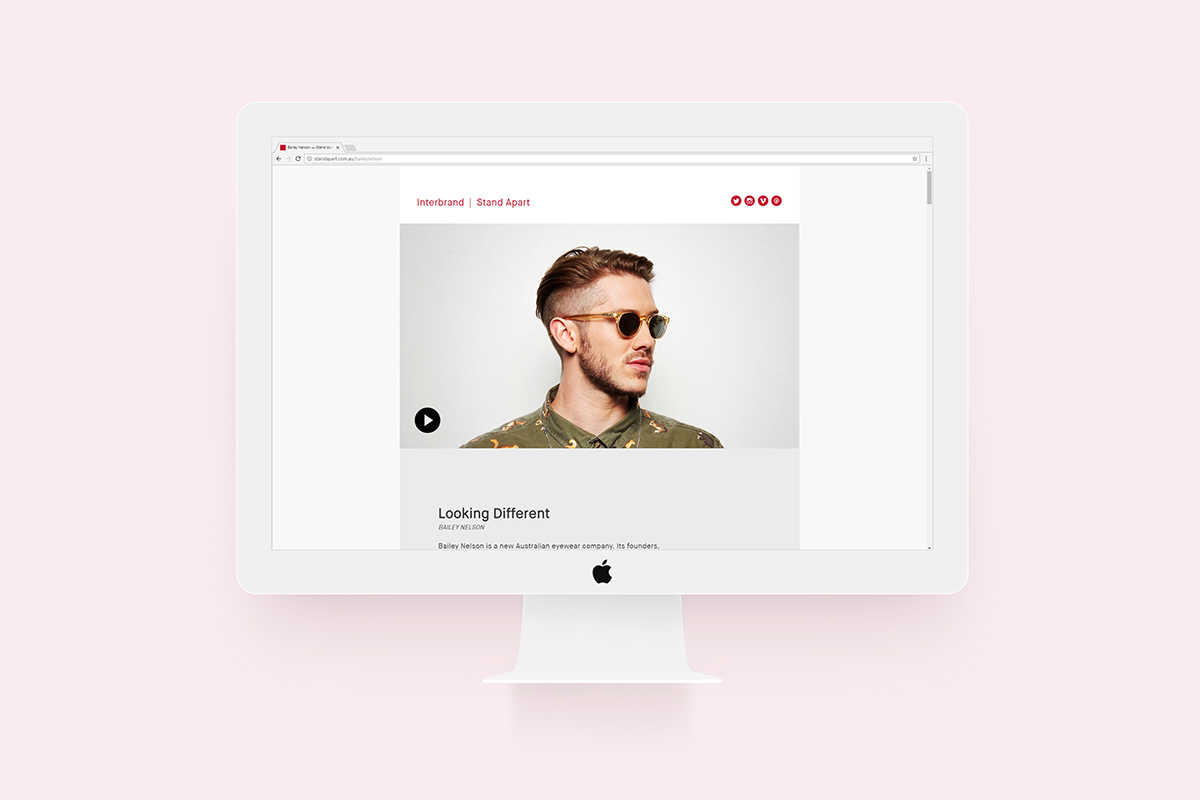 Bailey Nelson — Stand Apa
standapart.com.au/baileynelson
Interbrand | Stand Apart
Looking Different
BAILEY NELSON
Bailey Nelson is a new Australian eyewear company. Its founders,